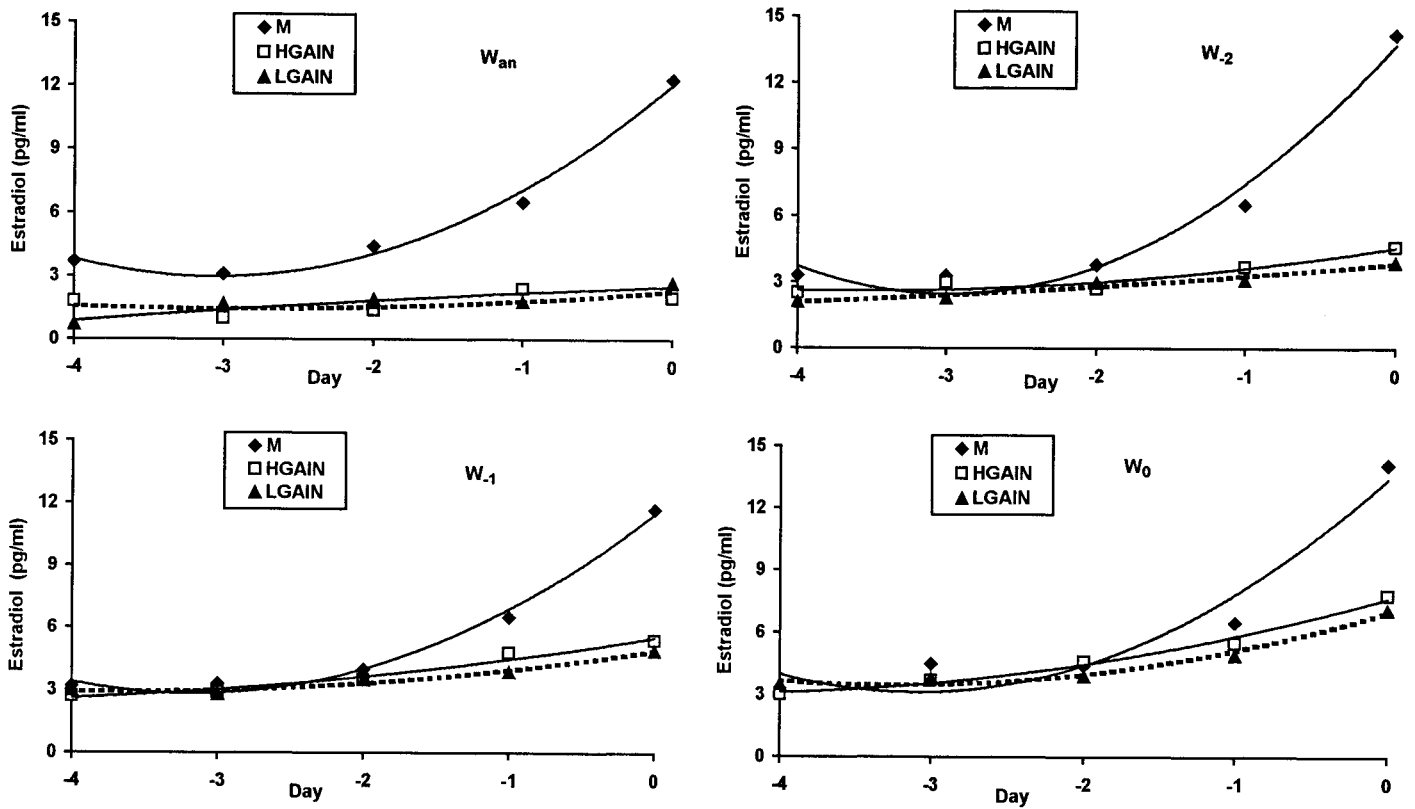 15
12
9
6
3
0
Estradiol (pg/ml)
M
HGAIN
LGAIN
Wan
-4
-3
-2
-1
0
Day
15
12
9
6
3
0
Estradiol (pg/ml)
M
HGAIN
LGAIN
W-2
-4
-3
-2
-1
0
Day
15
12
9
6
3
0
Estradiol (pg/ml)
M
HGAIN
LGAIN
W-1
-4
-3
-2
-1
0
Day
15
12
9
6
3
0
Estradiol (pg/ml)
M
HGAIN
LGAIN
W0
-4
-3
-2
-1
0
Day